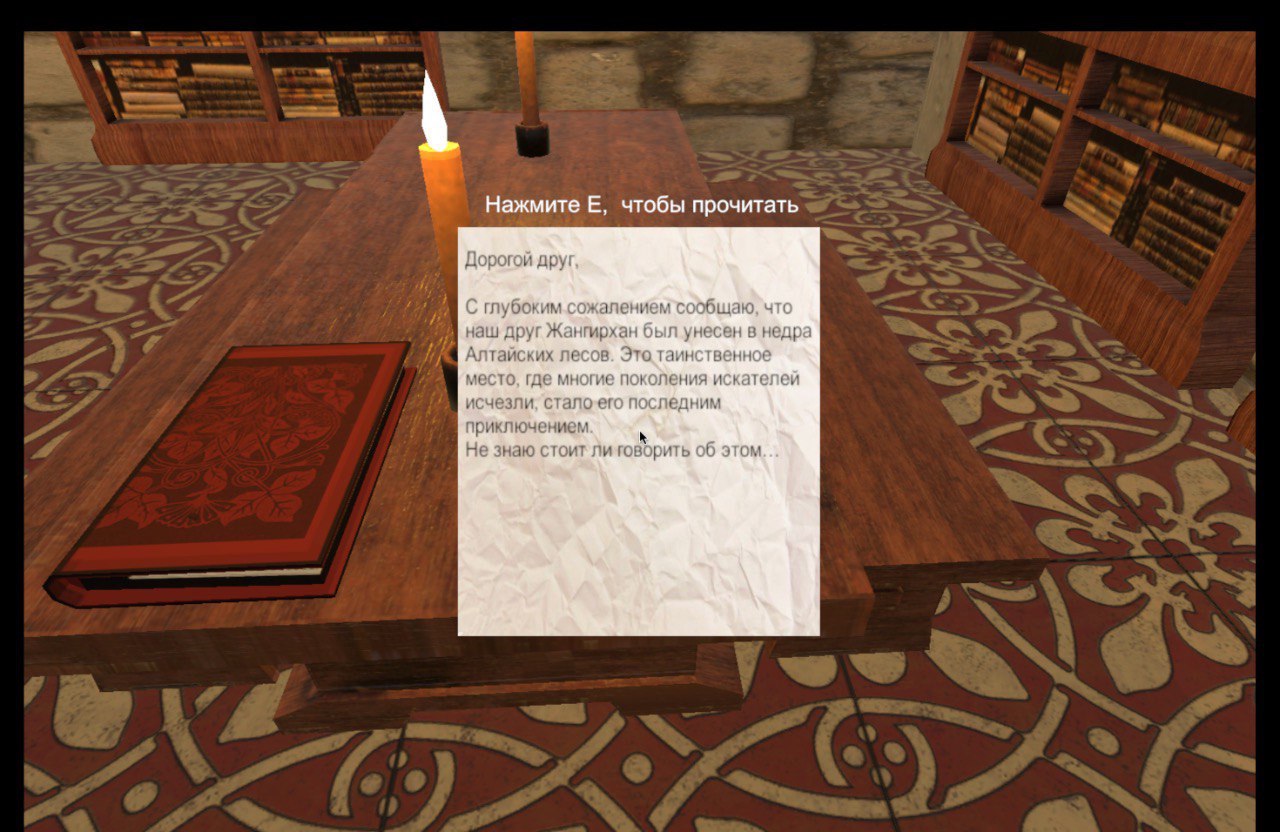 Нажмите Е,  чтобы прочитать
Дорогой друг,
С глубоким сожалением сообщаю, что
наш друг Жангирхан был унесен в недра
Алтайских лесов. Это таинственное
место, где многие поколения искателей
исчезли, стало его последним
приключением.
Не знаю стоит ли говорить об этом…